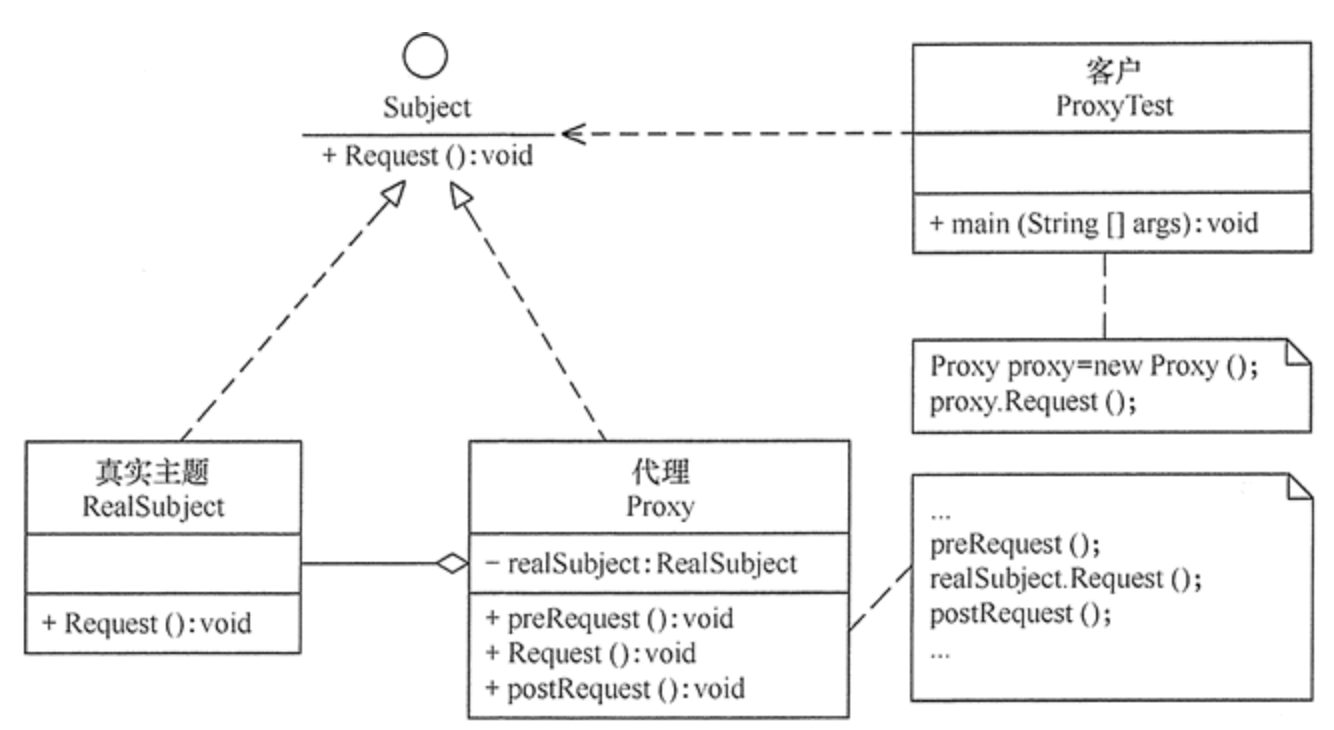 Subject
+ Request ():void
客户
ProxyTest
+ main (String [] args):void
Proxy proxy=new Proxy ();
proxy.Request ();
真实主题
RealSubject
+ Request ():void
代理
Proxy
- realSubject:RealSubject
+ preRequest ():void
+ Request ():void
+ postRequest ():void
...
preRequest ();
realSubject.Request ();
postRequest ();
...